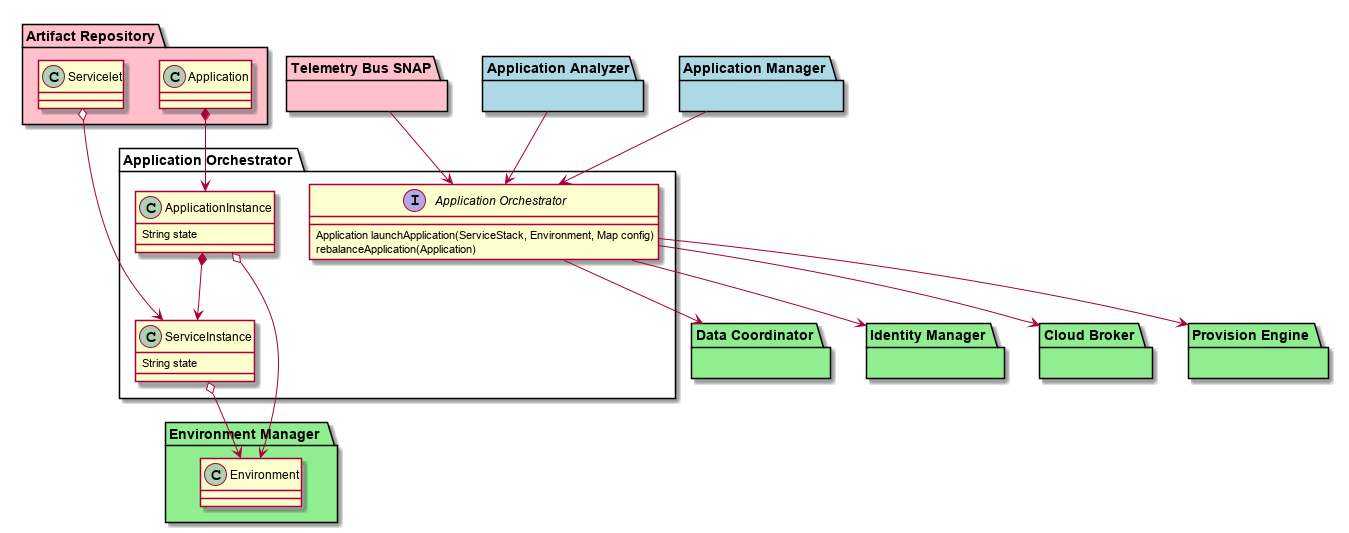 Artifact Repository
C Servicelet
C Application
Telemetry Bus SNAP
Application Analyzer
Application Manager
Application Orchestrator
C ApplicationInstance
String state
I Application Orchestrator
Application launchApplication(ServiceStack, Environment, Map config)
rebalanceApplication(Application)
C ServiceInstance
String state
Data Coordinator
Identity Manager
Cloud Broker
Provision Engine
Environment Manager
C Environment